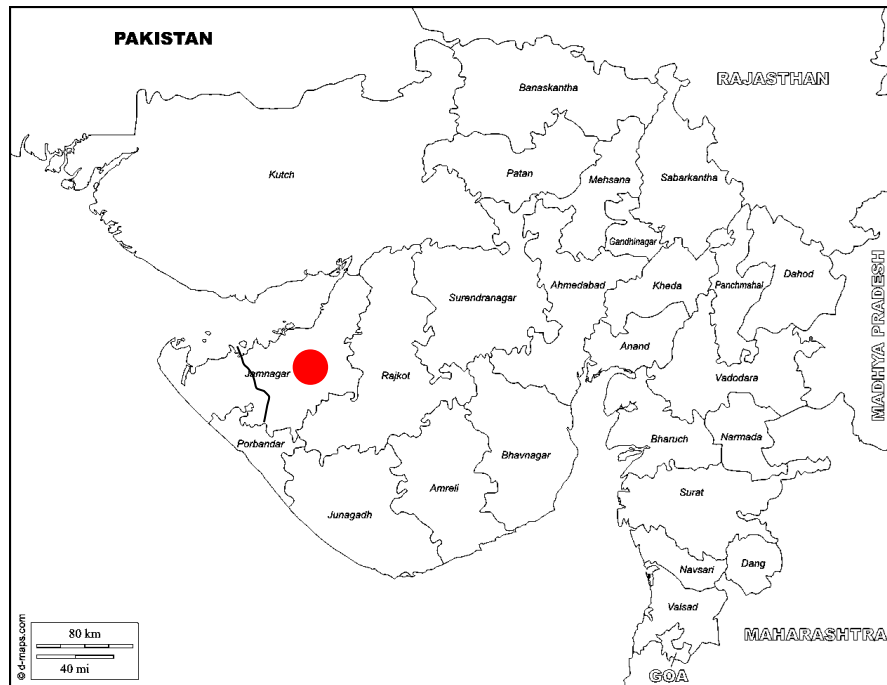 PAKISTAN
RAJASTHAN
Banaskantha
Kutch
Patan
Mehsana
Sabarkantha
Gandhinagar
MADHYA PRADESH
Surendranagar
Ahmedabad
Kheda
Panchmahal
Dahod
Jamnagar
Rajkot
Anand
Vadodara
Porbandar
Bharuch
Narmada
Bhavnagar
Amreli
Junagadh
Surat
Navsari
Dang
Valsad
MAHARASHTRA
GOA
80 km
40 mi
© d-maps.com